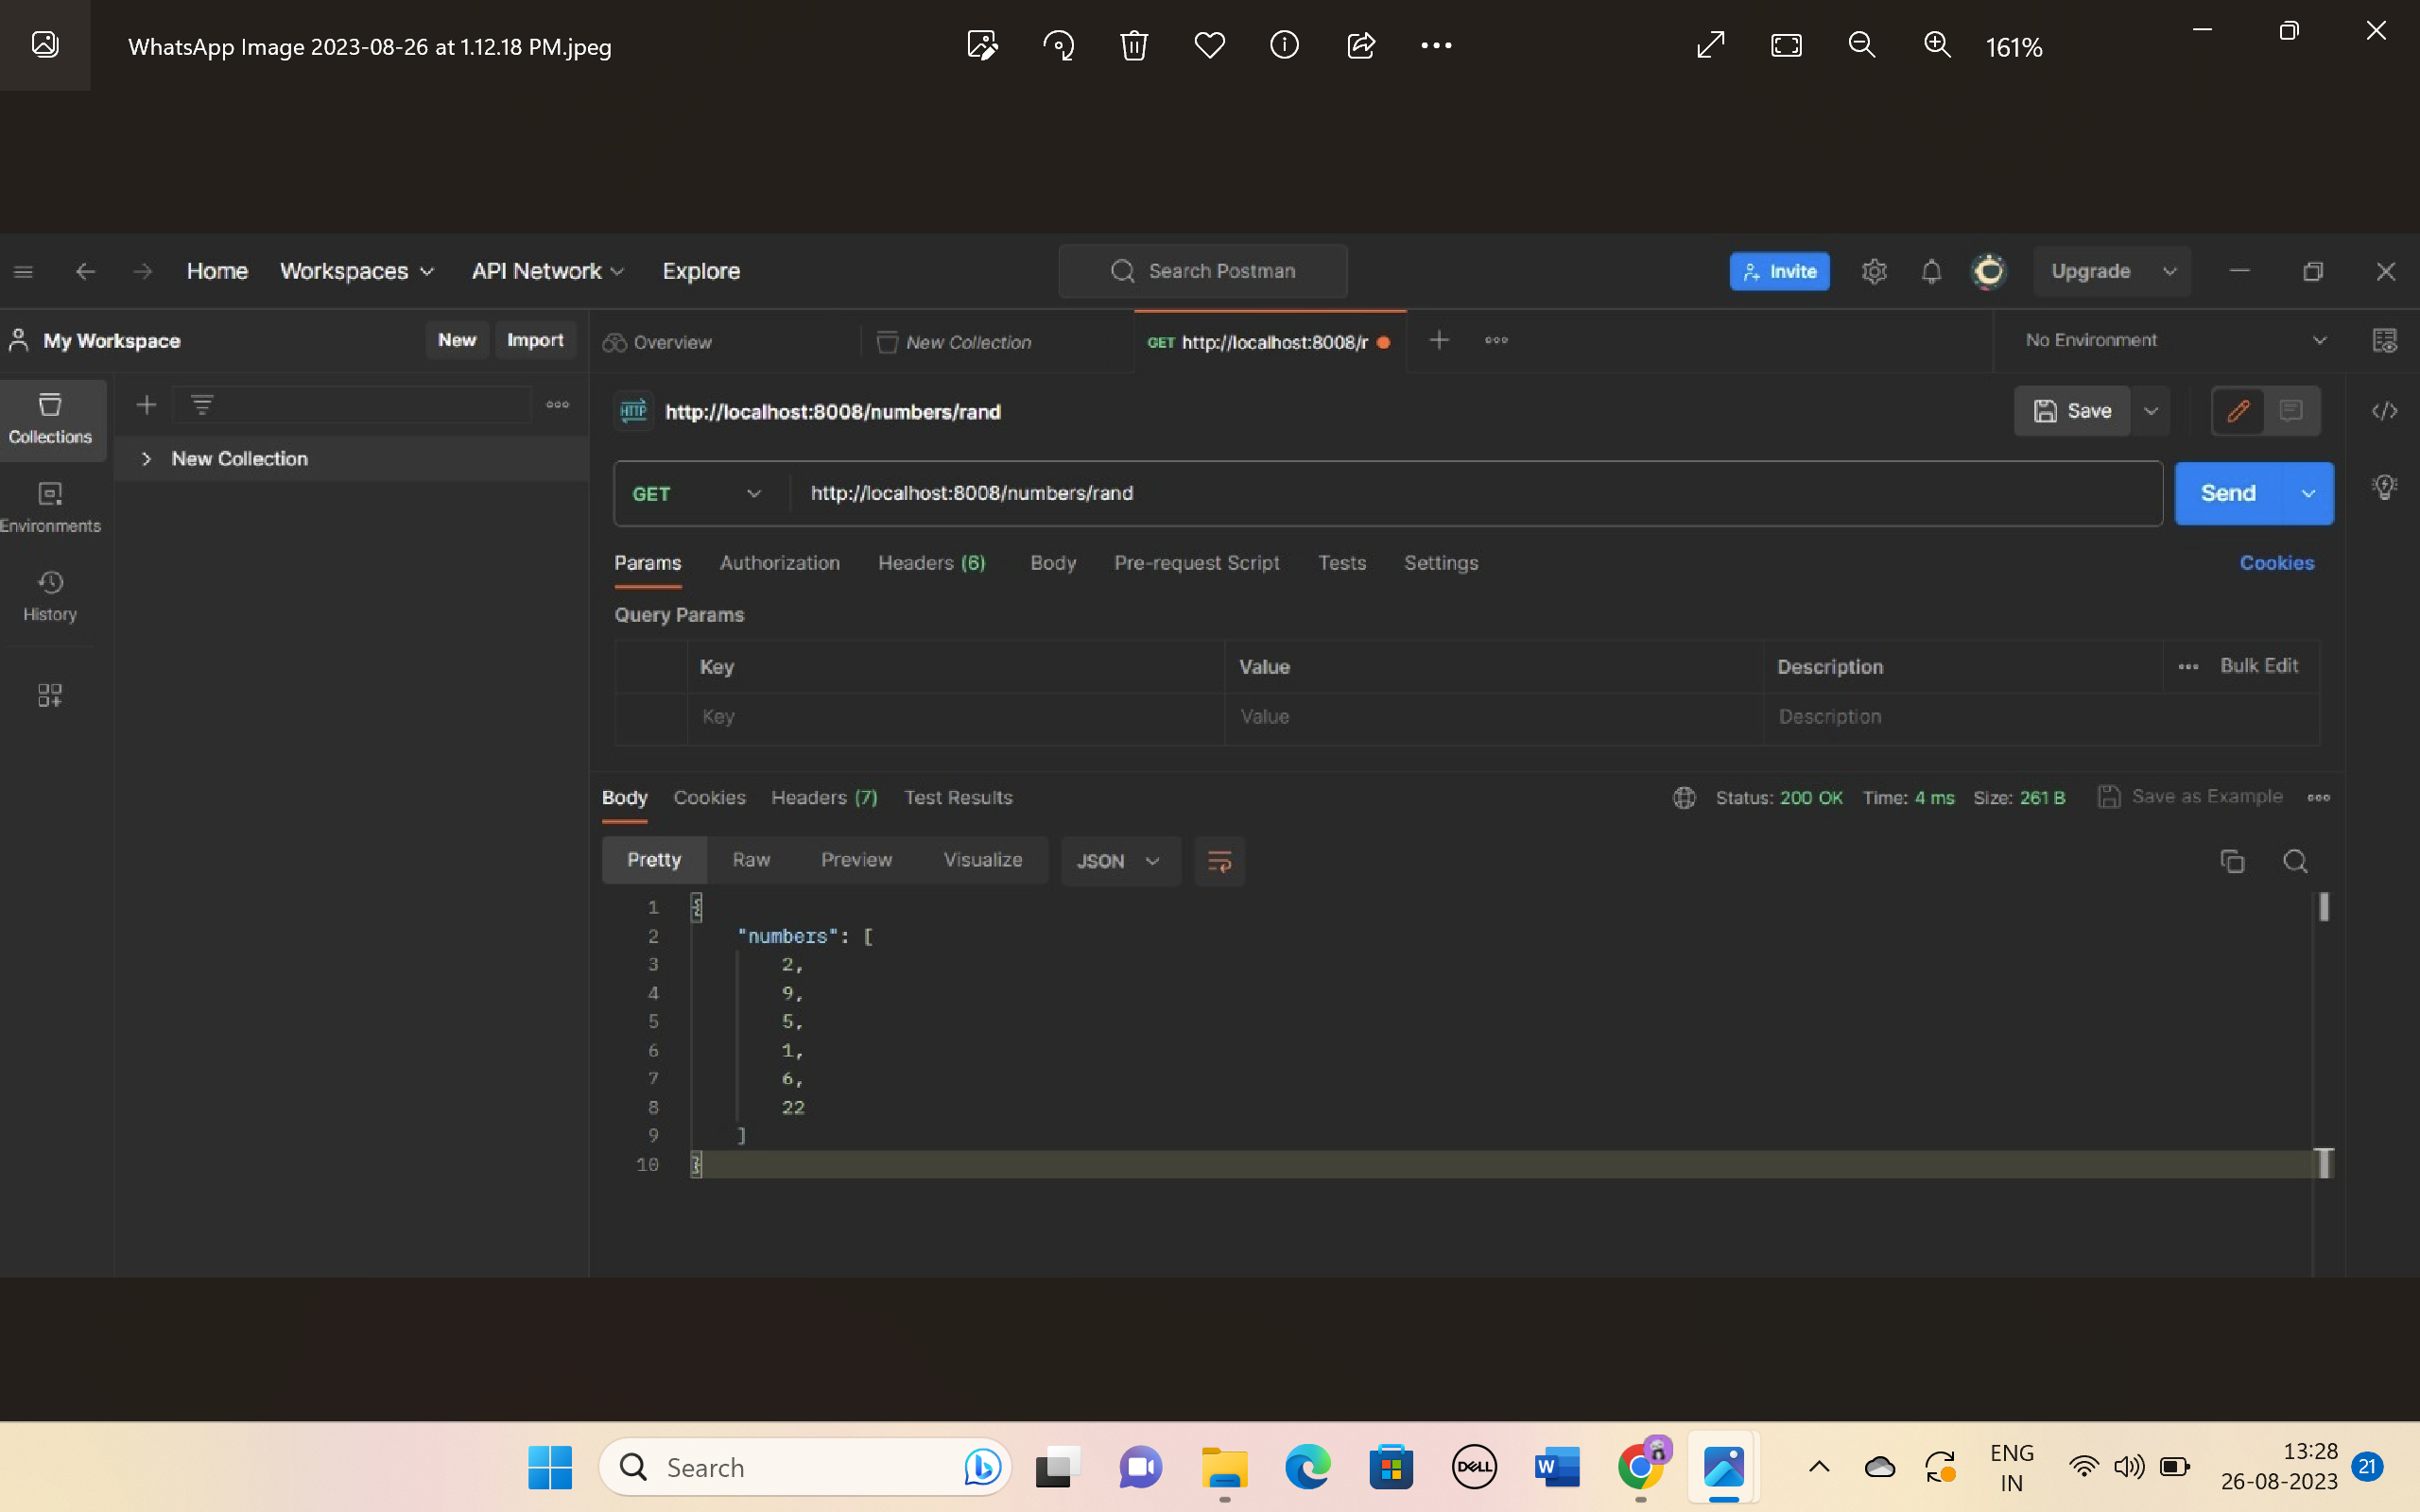 WhatsApp Image 2023-08-26 at 1.12.18 PM.jpeg
161%
Home Workspaces API Network Explore
Search Postman
Invite
Upgrade
My Workspace New Import
Overview New Collection GET http://localhost:8008/r
No Environment
Collections
New Collection
HTTP http://localhost:8008/numbers/rand
Save
Environments
GET http://localhost:8008/numbers/rand
Send
History
Params Authorization Headers (6) Body Pre-request Script Tests Settings Cookies
Query Params
Key Value Description Bulk Edit
Key Value Description
Body Cookies Headers (7) Test Results Status: 200 OK Time: 4 ms Size: 261 B Save as Example
Pretty Raw Preview Visualize JSON
1 {
2 "numbers": [
3 2,
4 9,
5 5,
6 1,
7 6,
8 22
9 ]
10 }
Search
DELL
W
ENG
IN
13:28
26-08-2023
21